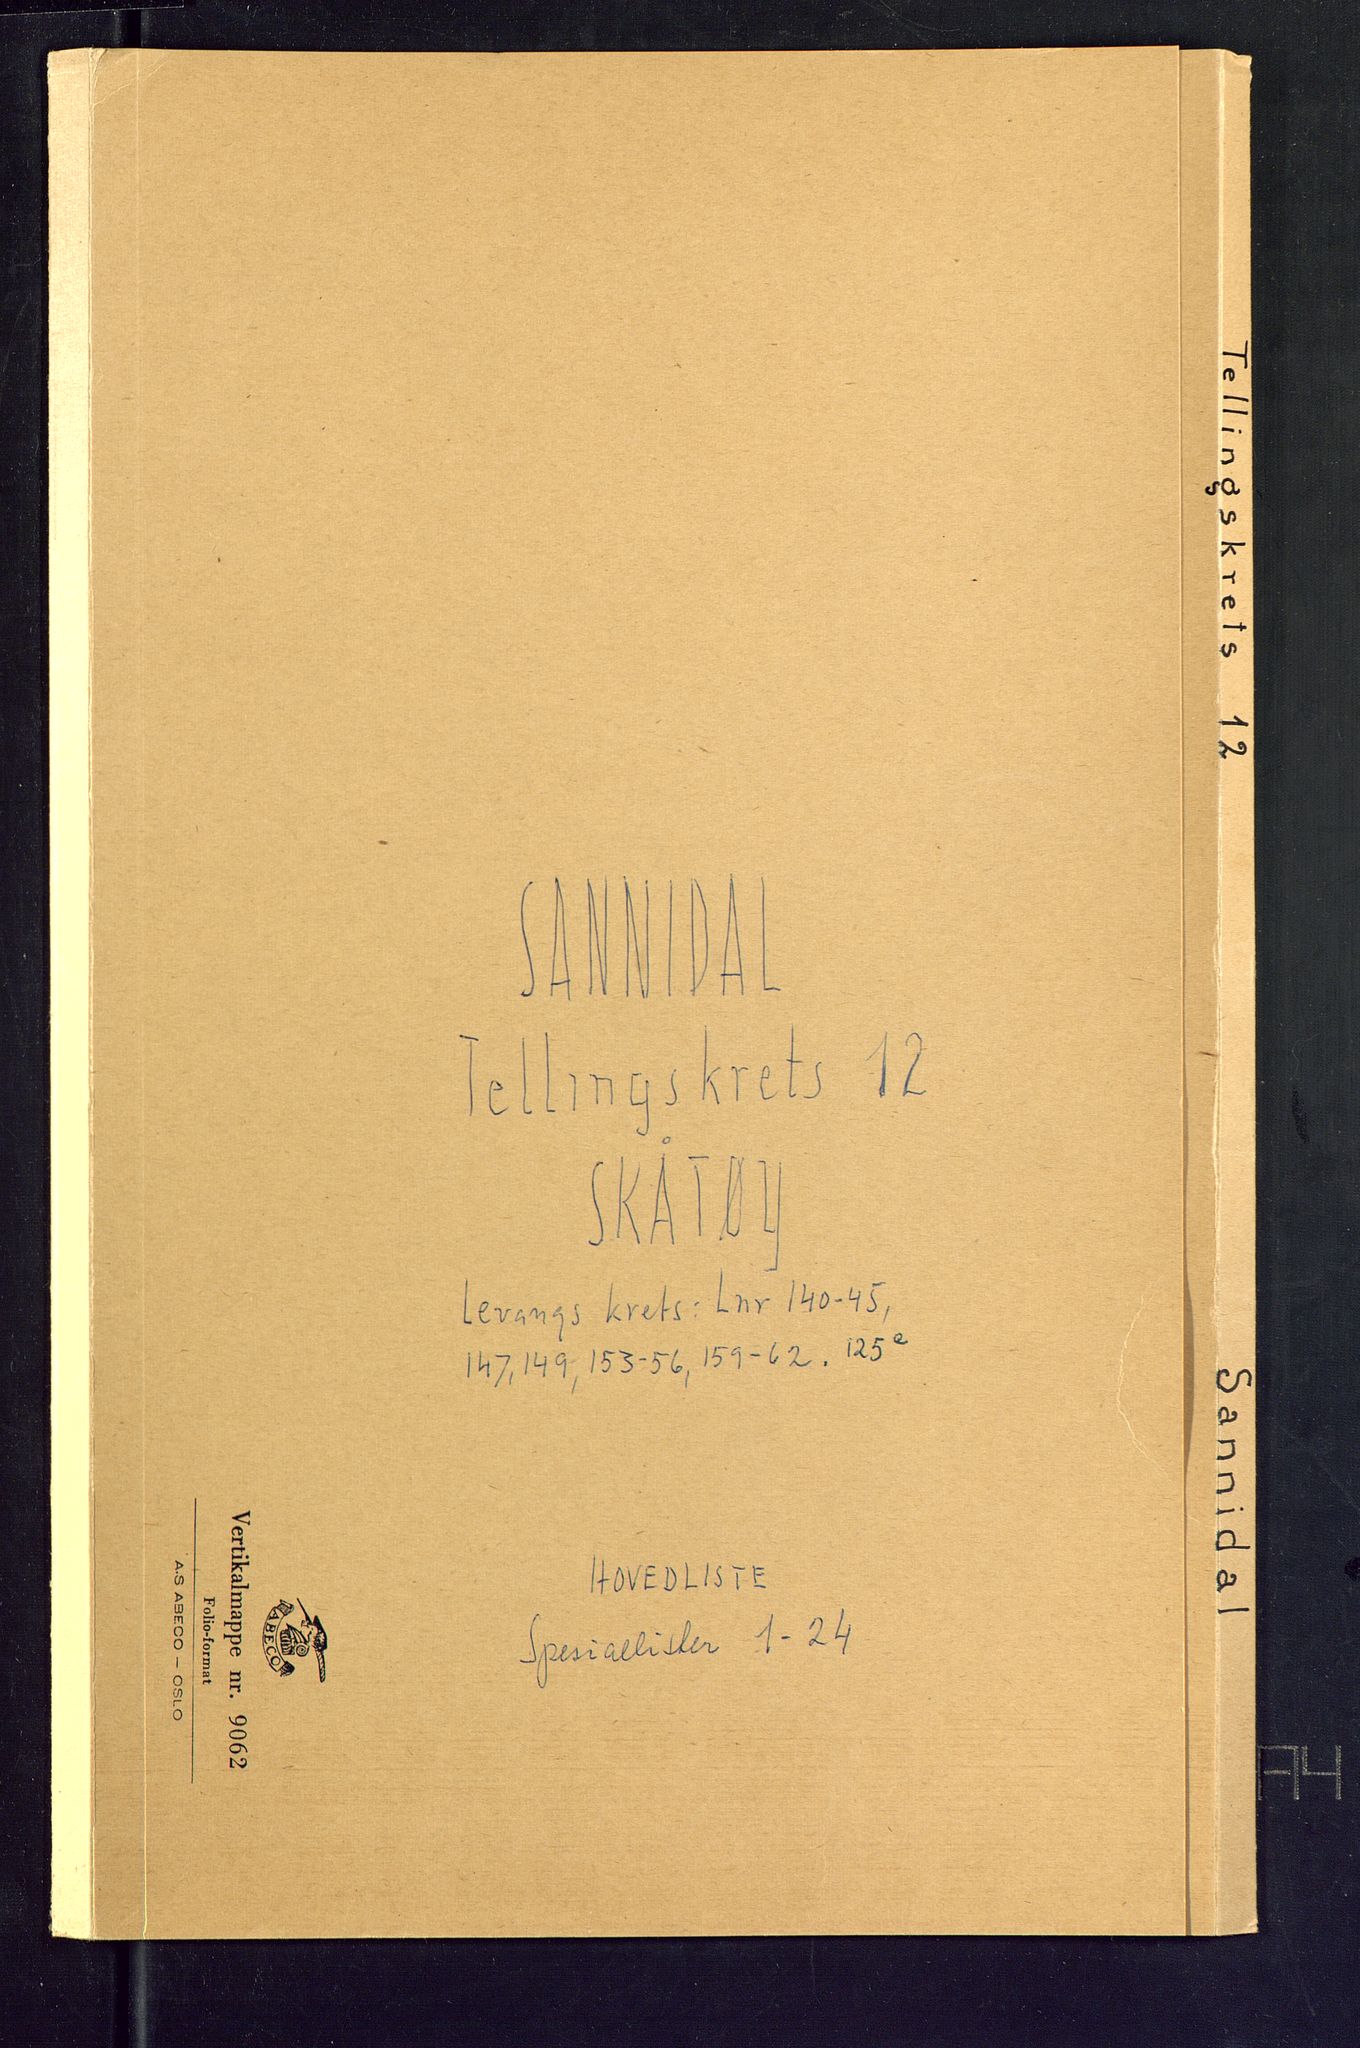 SANNIDAL
Tellingskrets 12
SKÅTØY
Levangs krets: Lnr 140-45,
147, 149, 153-56, 159-62. 125e
HOVEDLISTE
Spesiallister 1-24
Tellingskrets 12 Sannidal
ABECO
Vertikalmappe nr. 9062
Folio-format
A.S ABECO – OSLO
A4